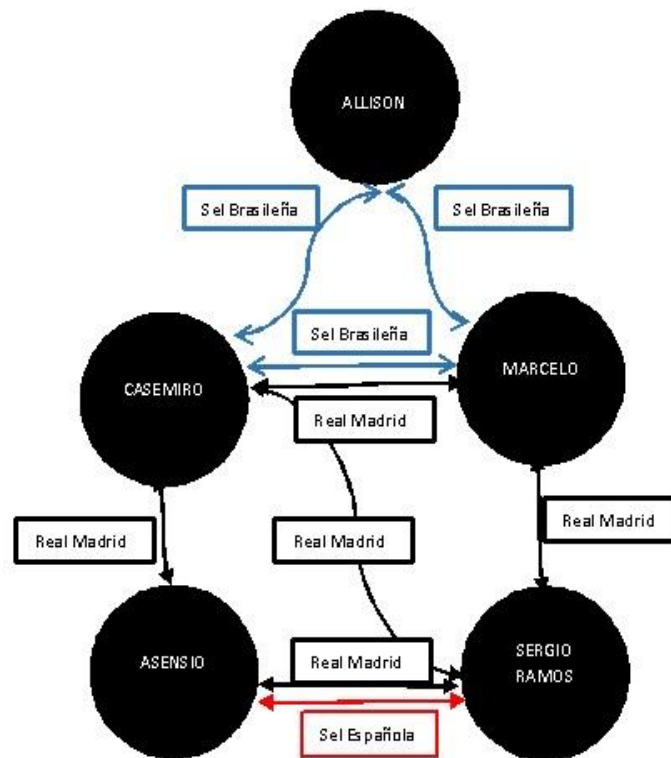 ALLISON
Sel Brasileña
Sel Brasileña
Sel Brasileña
CASEMIRO
MARCELO
Real Madrid
Real Madrid
Real Madrid
Real Madrid
ASENSIO
Real Madrid
SERGIO
RAMOS
Sel Española